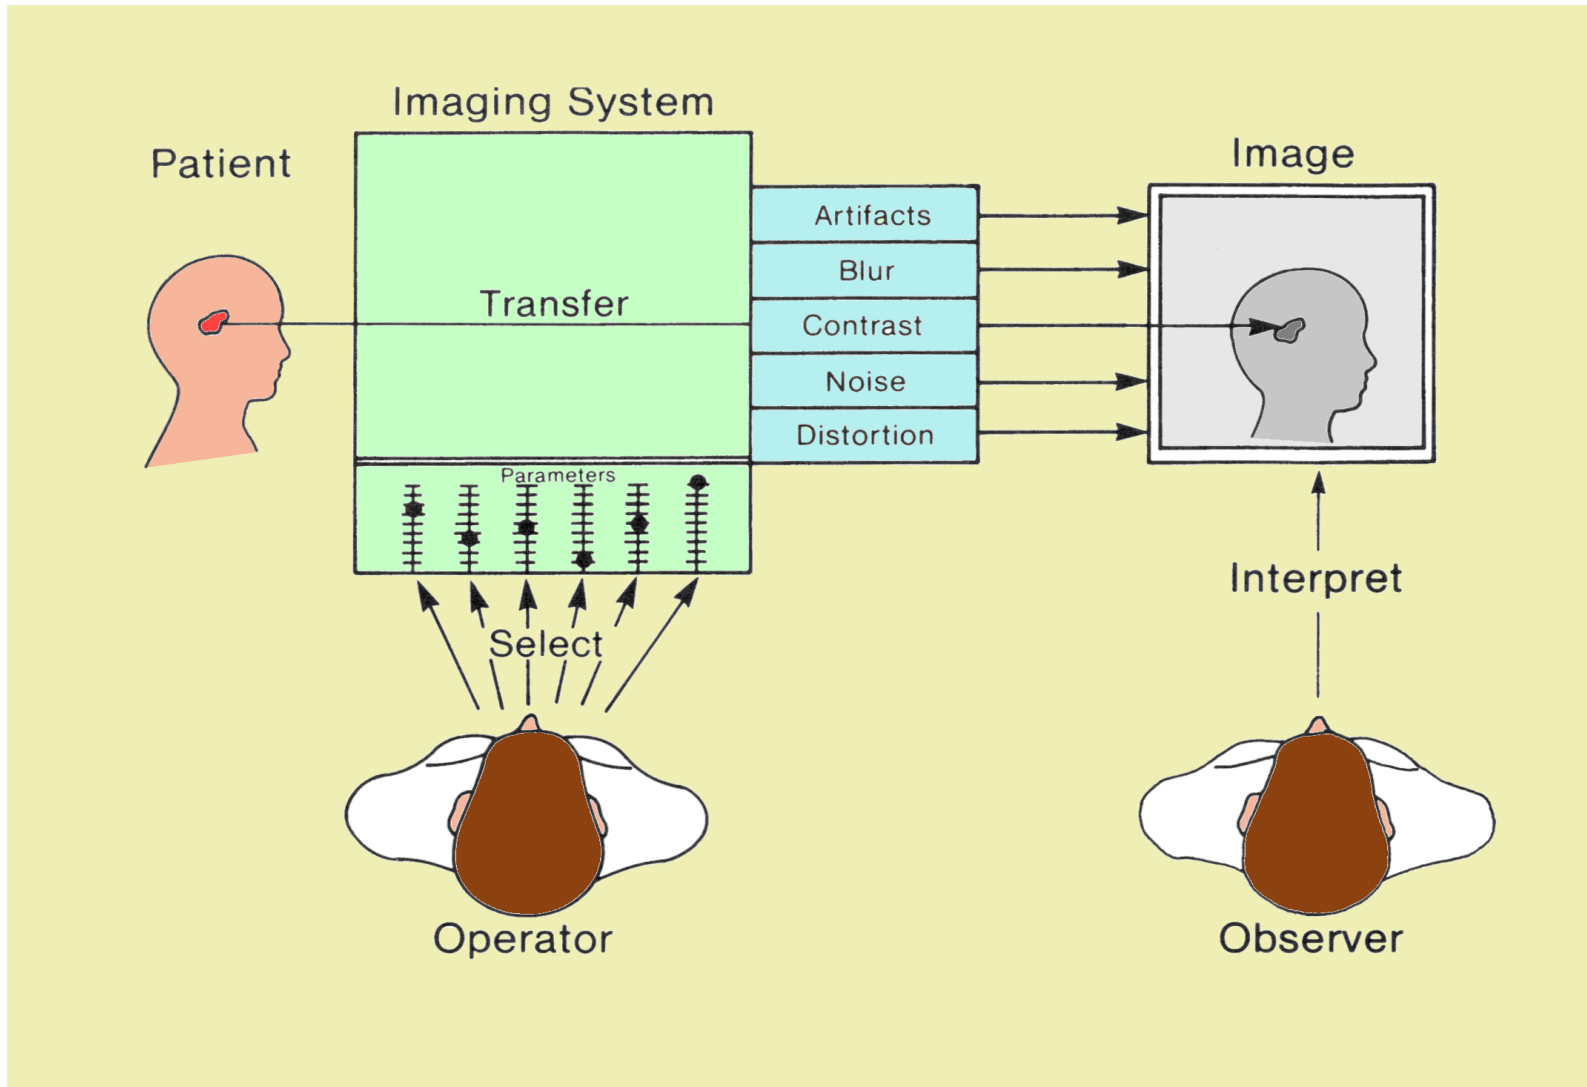 Imaging System
Patient
Image
Transfer
Artifacts
Blur
Contrast
Noise
Distortion
Parameters
Select
Interpret
Operator
Observer